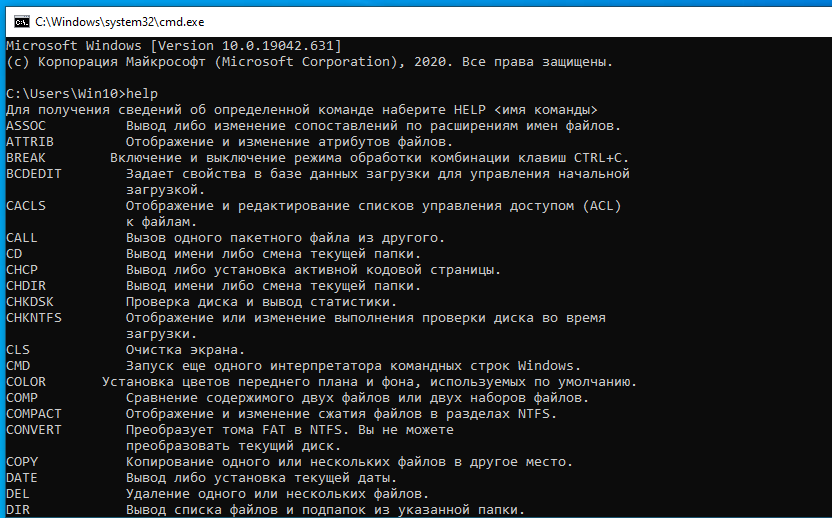 C:\Windows\system32\cmd.exe
Microsoft Windows [Version 10.0.19042.631]
(c) Корпорация Майкрософт (Microsoft Corporation), 2020. Все права защищены.
C:\Users\Win10>help
Для получения сведений об определенной команде наберите HELP <имя команды>
ASSOC          Вывод либо изменение сопоставлений по расширениям имен файлов.
ATTRIB         Отображение и изменение атрибутов файлов.
BREAK        Включение и выключение режима обработки комбинации клавиш CTRL+C.
BCDEDIT        Задает свойства в базе данных загрузки для управления начальной
               загрузкой.
CACLS          Отображение и редактирование списков управления доступом (ACL)
               к файлам.
CALL           Вызов одного пакетного файла из другого.
CD             Вывод имени либо смена текущей папки.
CHCP           Вывод либо установка активной кодовой страницы.
CHDIR          Вывод имени либо смена текущей папки.
CHKDSK         Проверка диска и вывод статистики.
CHKNTFS        Отображение или изменение выполнения проверки диска во время
               загрузки.
CLS            Очистка экрана.
CMD            Запуск еще одного интерпретатора командных строк Windows.
COLOR       Установка цветов переднего плана и фона, используемых по умолчанию.
COMP           Сравнение содержимого двух файлов или двух наборов файлов.
COMPACT        Отображение и изменение сжатия файлов в разделах NTFS.
CONVERT        Преобразует тома FAT в NTFS. Вы не можете
               преобразовать текущий диск.
COPY           Копирование одного или нескольких файлов в другое место.
DATE           Вывод либо установка текущей даты.
DEL            Удаление одного или нескольких файлов.
DIR            Вывод списка файлов и подпапок из указанной папки.